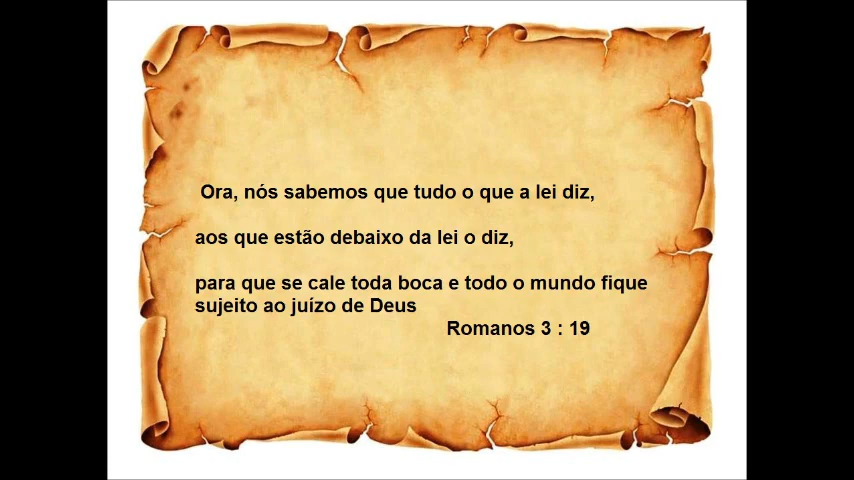 Ora, nós sabemos que tudo o que a lei diz,
aos que estão debaixo da lei o diz,
para que se cale toda boca e todo o mundo fique
sujeito ao juízo de Deus
Romanos 3 : 19